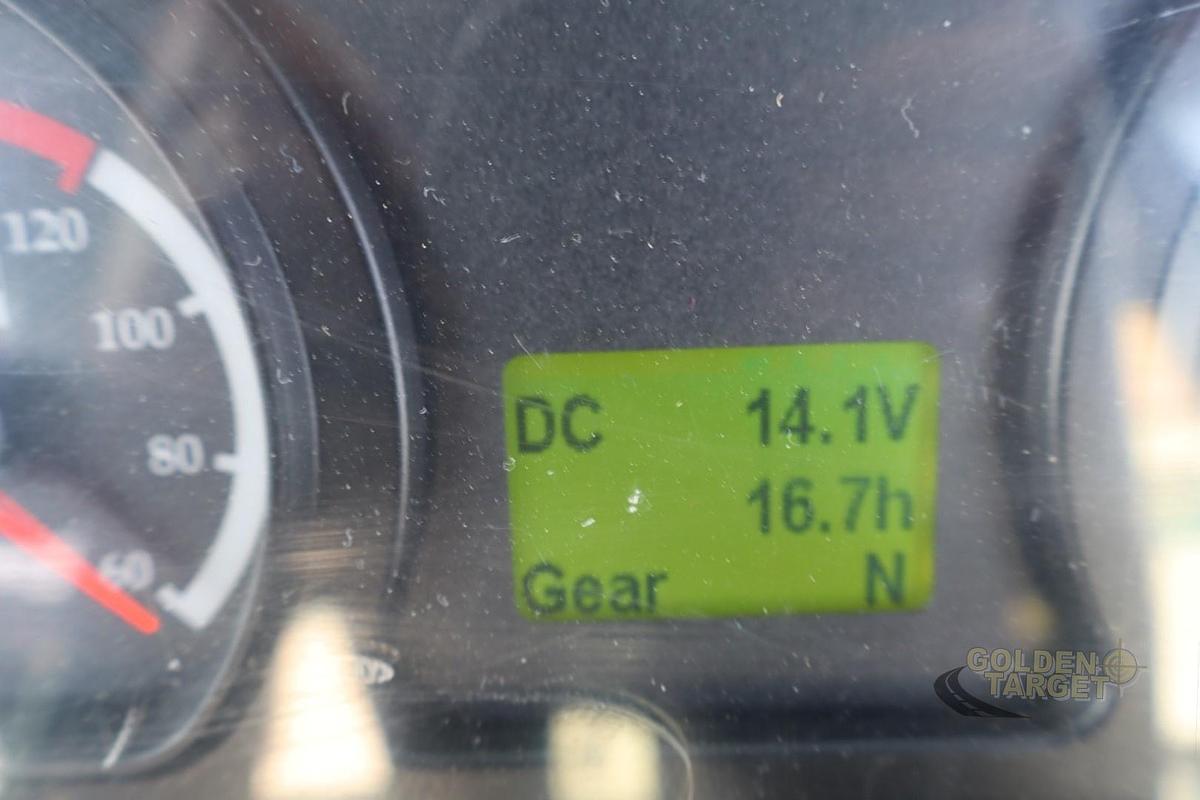 120
100
80
60
DC 14.1V
16.7h
Gear N
GOLDEN
TARGET